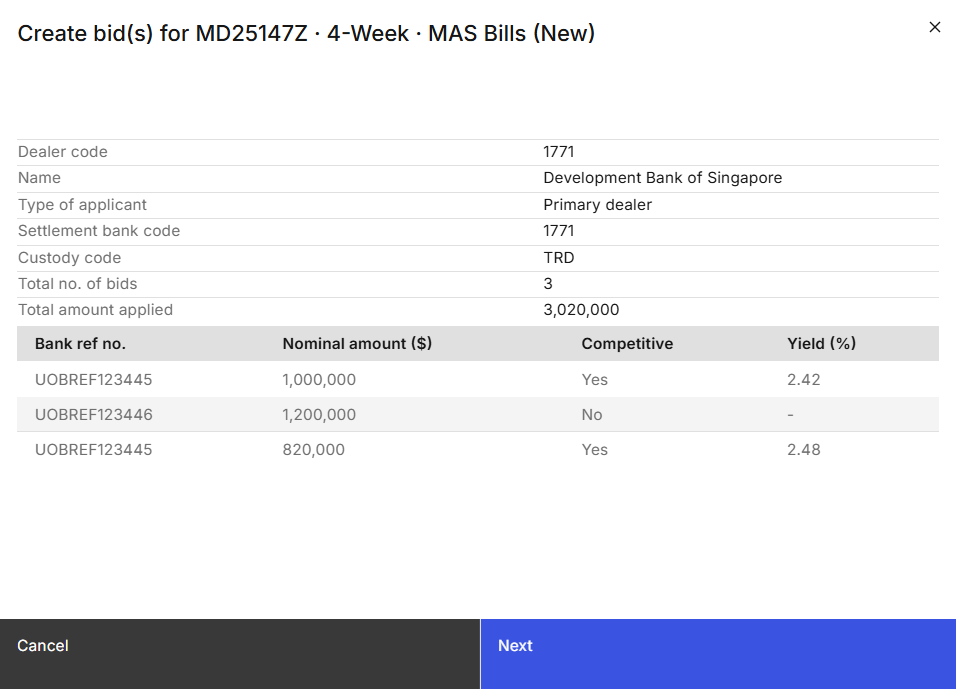 Create bid(s) for MD25147Z · 4-Week · MAS Bills (New)
Dealer code 1771
Name Development Bank of Singapore
Type of applicant Primary dealer
Settlement bank code 1771
Custody code TRD
Total no. of bids 3
Total amount applied 3,020,000
Bank ref no. Nominal amount ($) Competitive Yield (%)
UOBREF123445 1,000,000 Yes 2.42
UOBREF123446 1,200,000 No -
UOBREF123445 820,000 Yes 2.48
Cancel Next